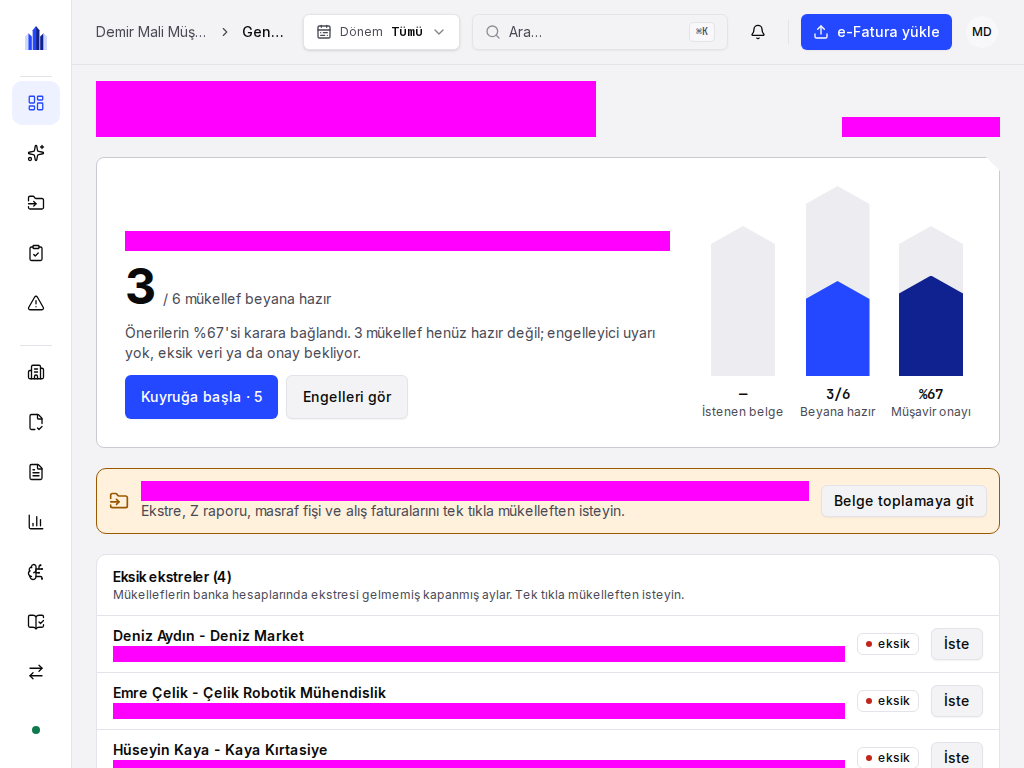 Demir Mali Müş… > Gen…
Dönem Tümü
Ara…
⌘K
e-Fatura yükle
MD
3 / 6 mükellef beyana hazır
Önerilerin %67'si karara bağlandı. 3 mükellef henüz hazır değil; engelleyici uyarı
yok, eksik veri ya da onay bekliyor.
Kuyruğa başla · 5
Engelleri gör
–
İstenen belge
3/6
Beyana hazır
%67
Müşavir onayı
Ekstre, Z raporu, masraf fişi ve alış faturalarını tek tıkla mükelleften isteyin.
Belge toplamaya git
Eksik ekstreler (4)
Mükelleflerin banka hesaplarında ekstresi gelmemiş kapanmış aylar. Tek tıkla mükelleften isteyin.
Deniz Aydın - Deniz Market
eksik
İste
Emre Çelik - Çelik Robotik Mühendislik
eksik
İste
Hüseyin Kaya - Kaya Kırtasiye
eksik
İste